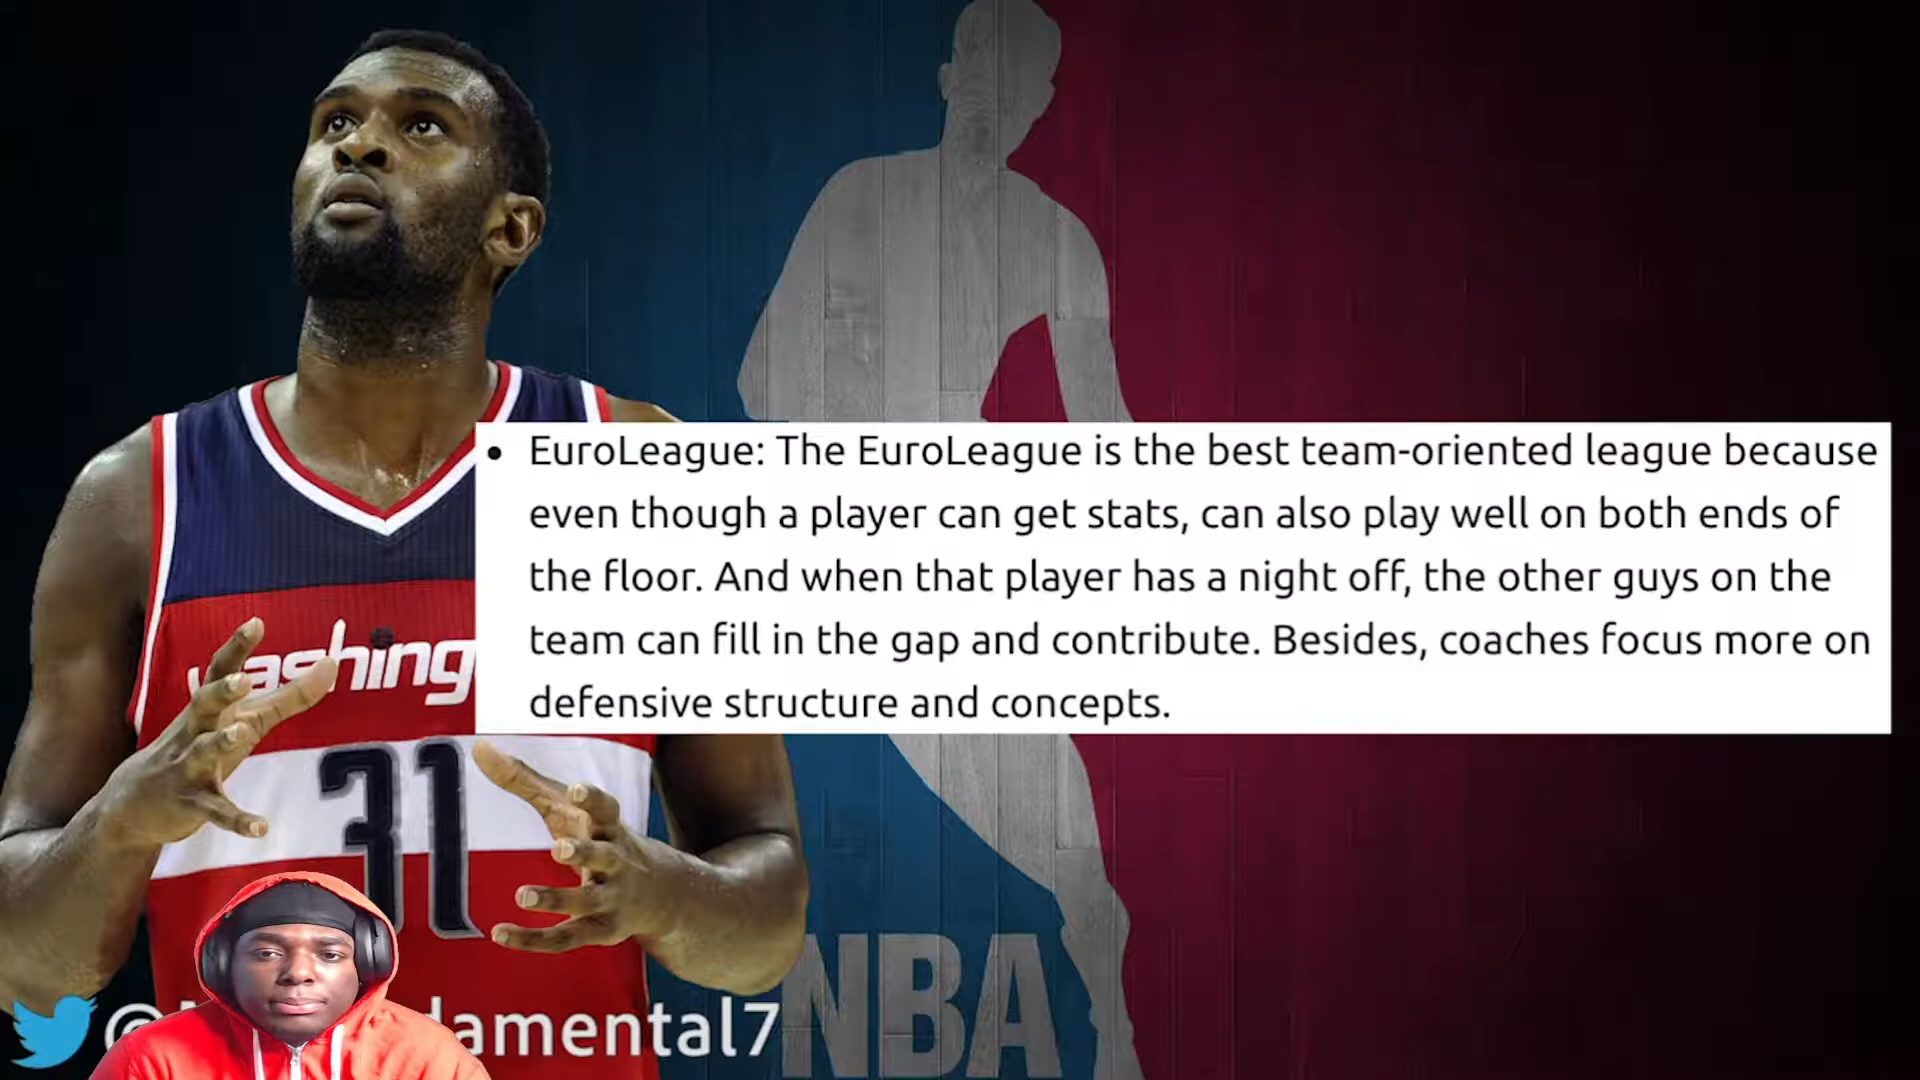 • EuroLeague: The EuroLeague is the best team-oriented league because
even though a player can get stats, can also play well on both ends of
the floor. And when that player has a night off, the other guys on the
team can fill in the gap and contribute. Besides, coaches focus more on
defensive structure and concepts.
washing
31
damental7
NBA